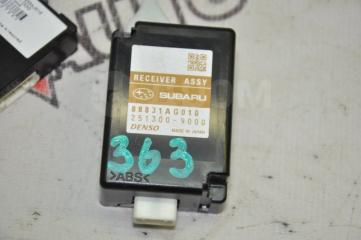 RECEIVER ASSY
SUBARU
88831AG010
251300-9000
DENSO MADE IN JAPAN
363
>ABS<